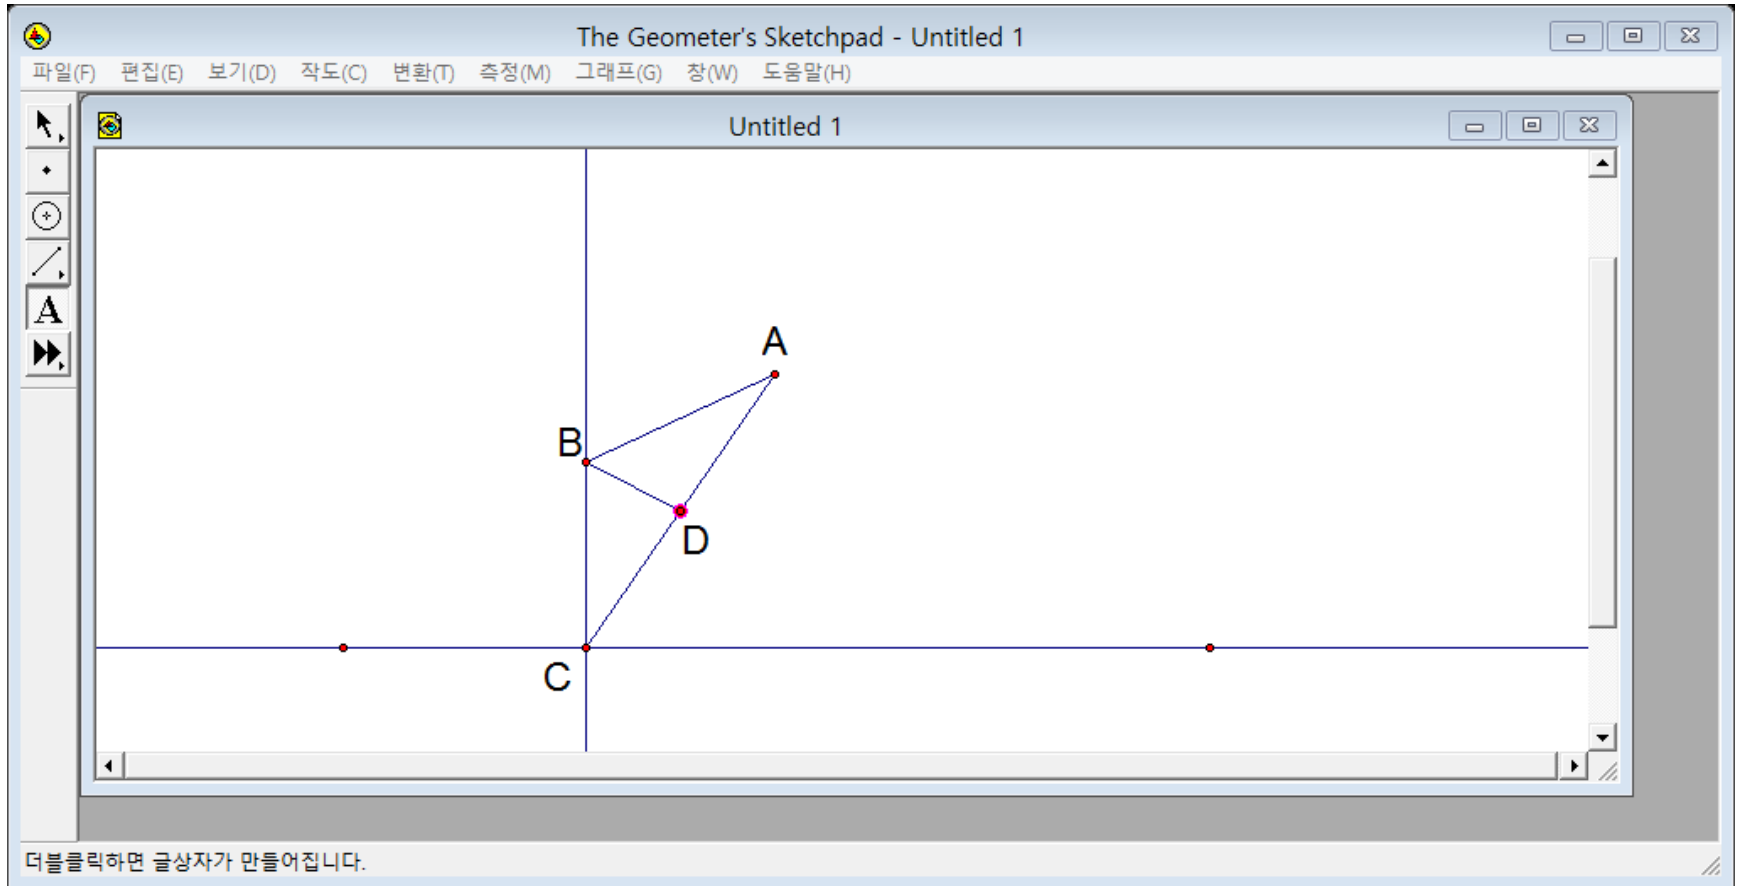 The Geometer's Sketchpad - Untitled 1
파일(F) 편집(E) 보기(D) 작도(C) 변환(T) 측정(M) 그래프(G) 창(W) 도움말(H)
Untitled 1
A
A
B
D
C
더블클릭하면 글상자가 만들어집니다.